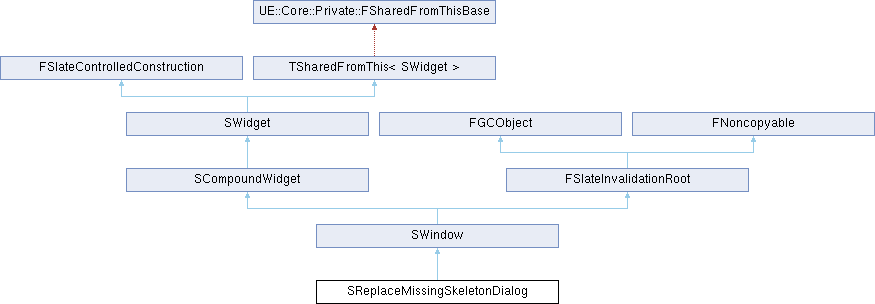 UE::Core::Private::FSharedFromThisBase
FSlateControlledConstruction
TSharedFromThis< SWidget >
SWidget
FGCObject
FNoncopyable
SCompoundWidget
FSlateInvalidationRoot
SWindow
SReplaceMissingSkeletonDialog